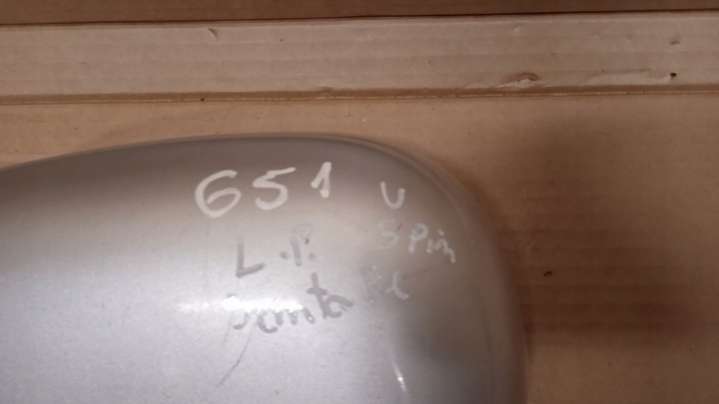 651 U
L.P. 5 Pin
Santa Fe